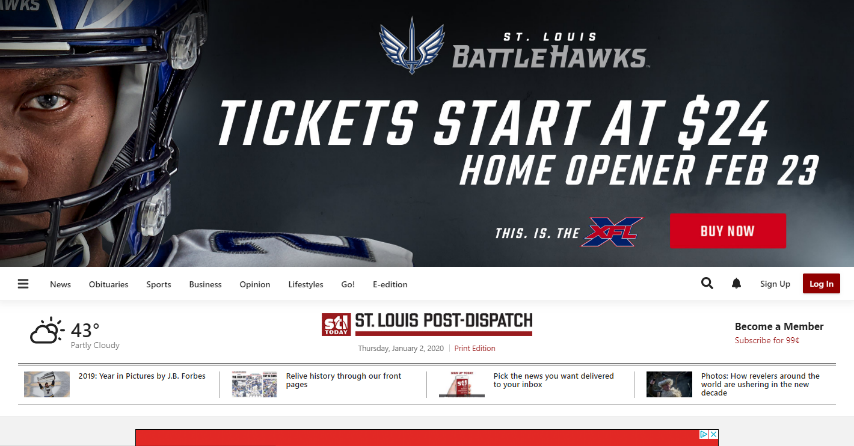 HAWKS
ST. LOUIS
BATTLEHAWKS
TICKETS START AT $24
HOME OPENER FEB 23
THIS. IS. THE XFL
BUY NOW
2
News Obituaries Sports Business Opinion Lifestyles Go! E-edition Sign Up Log In
43°
Partly Cloudy
stl TODAY ST. LOUIS POST-DISPATCH
Thursday, January 2, 2020 | Print Edition
Become a Member
Subscribe for 99¢
2019: Year in Pictures by J.B. Forbes
Relive history through our front
pages
Pick the news you want delivered
to your inbox
Photos: How revelers around the
world are ushering in the new
decade